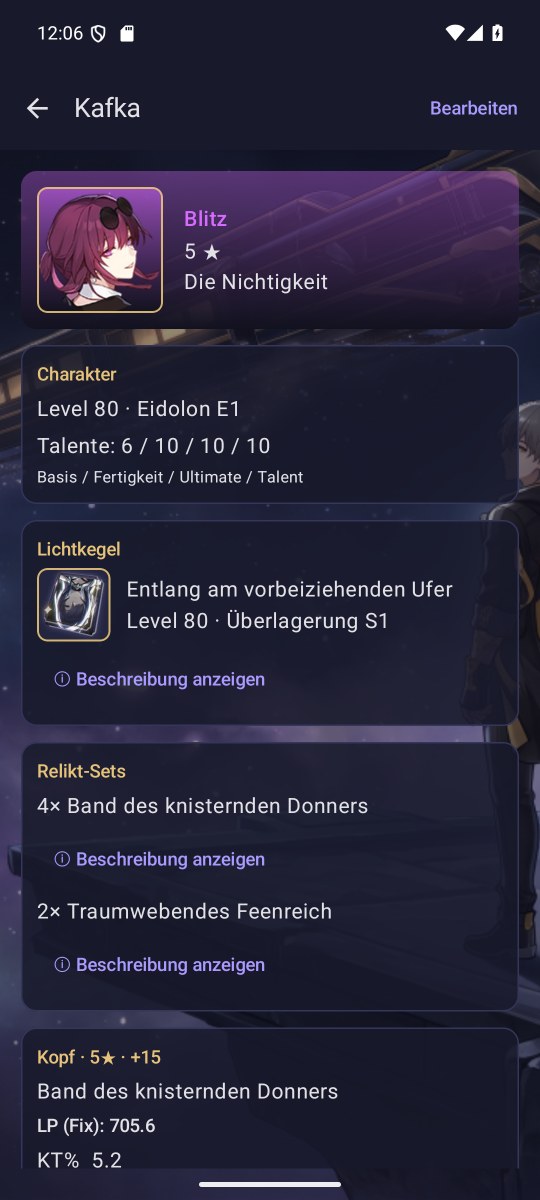 12:06
Kafka
Bearbeiten
Blitz
5 ★
Die Nichtigkeit
Charakter
Level 80 · Eidolon E1
Talente: 6 / 10 / 10 / 10
Basis / Fertigkeit / Ultimate / Talent
Lichtkegel
Entlang am vorbeiziehenden Ufer
Level 80 · Überlagerung S1
ⓘ Beschreibung anzeigen
Relikt-Sets
4× Band des knisternden Donners
ⓘ Beschreibung anzeigen
2× Traumwebendes Feenreich
ⓘ Beschreibung anzeigen
Kopf · 5★ · +15
Band des knisternden Donners
LP (Fix): 705.6
KT% 5.2